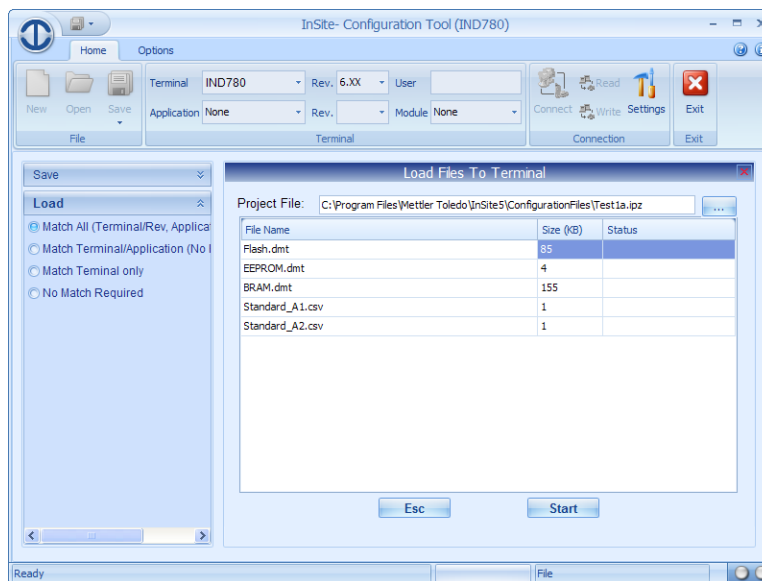 InSite- Configuration Tool (IND780)
Home Options
New Open Save
File
Terminal IND780 Rev. 6.XX User
Application None Rev. Module None
Terminal
Connect Read Write Settings
Connection
Exit
Exit
Save
Load
Match All (Terminal/Rev, Applica
Match Terminal/Application (No
Match Teminal only
No Match Required
Load Files To Terminal
Project File: C:\Program Files\Mettler Toledo\InSite5\ConfigurationFiles\Test1a.ipz ...
File Name Size (KB) Status
Flash.dmt 85
EEPROM.dmt 4
BRAM.dmt 155
Standard_A1.csv 1
Standard_A2.csv 1
Esc Start
Ready File